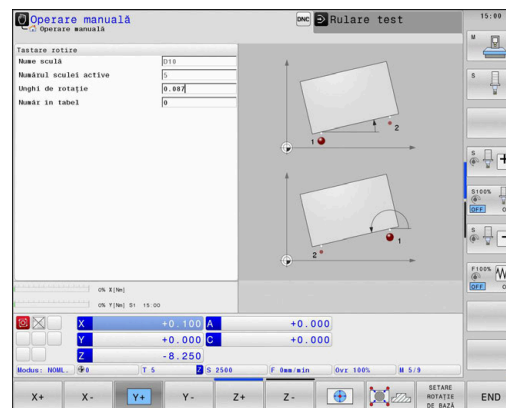 Operare manuală
Operare manuală
DNC
Rulare test
15:00
Tastare rotire
Nume sculă D10
Numărul sculei active 5
Unghi de rotație 0.087
Număr în tabel 0
1
2
1
2
M
S
S
S100%
OFF
S
F100%
OFF
0% X[Nm]
0% Y[Nm] S1 15:00
X +0.100 A +0.000
Y +0.000 C +0.000
Z -8.250
Modus: NOML. 0 T 5 Z S 2500 F 0mm/min Ovr 100% M 5/9
X+
X-
Y+
Y-
Z+
Z-
SETARE
ROTAȚIE
DE BAZĂ
END